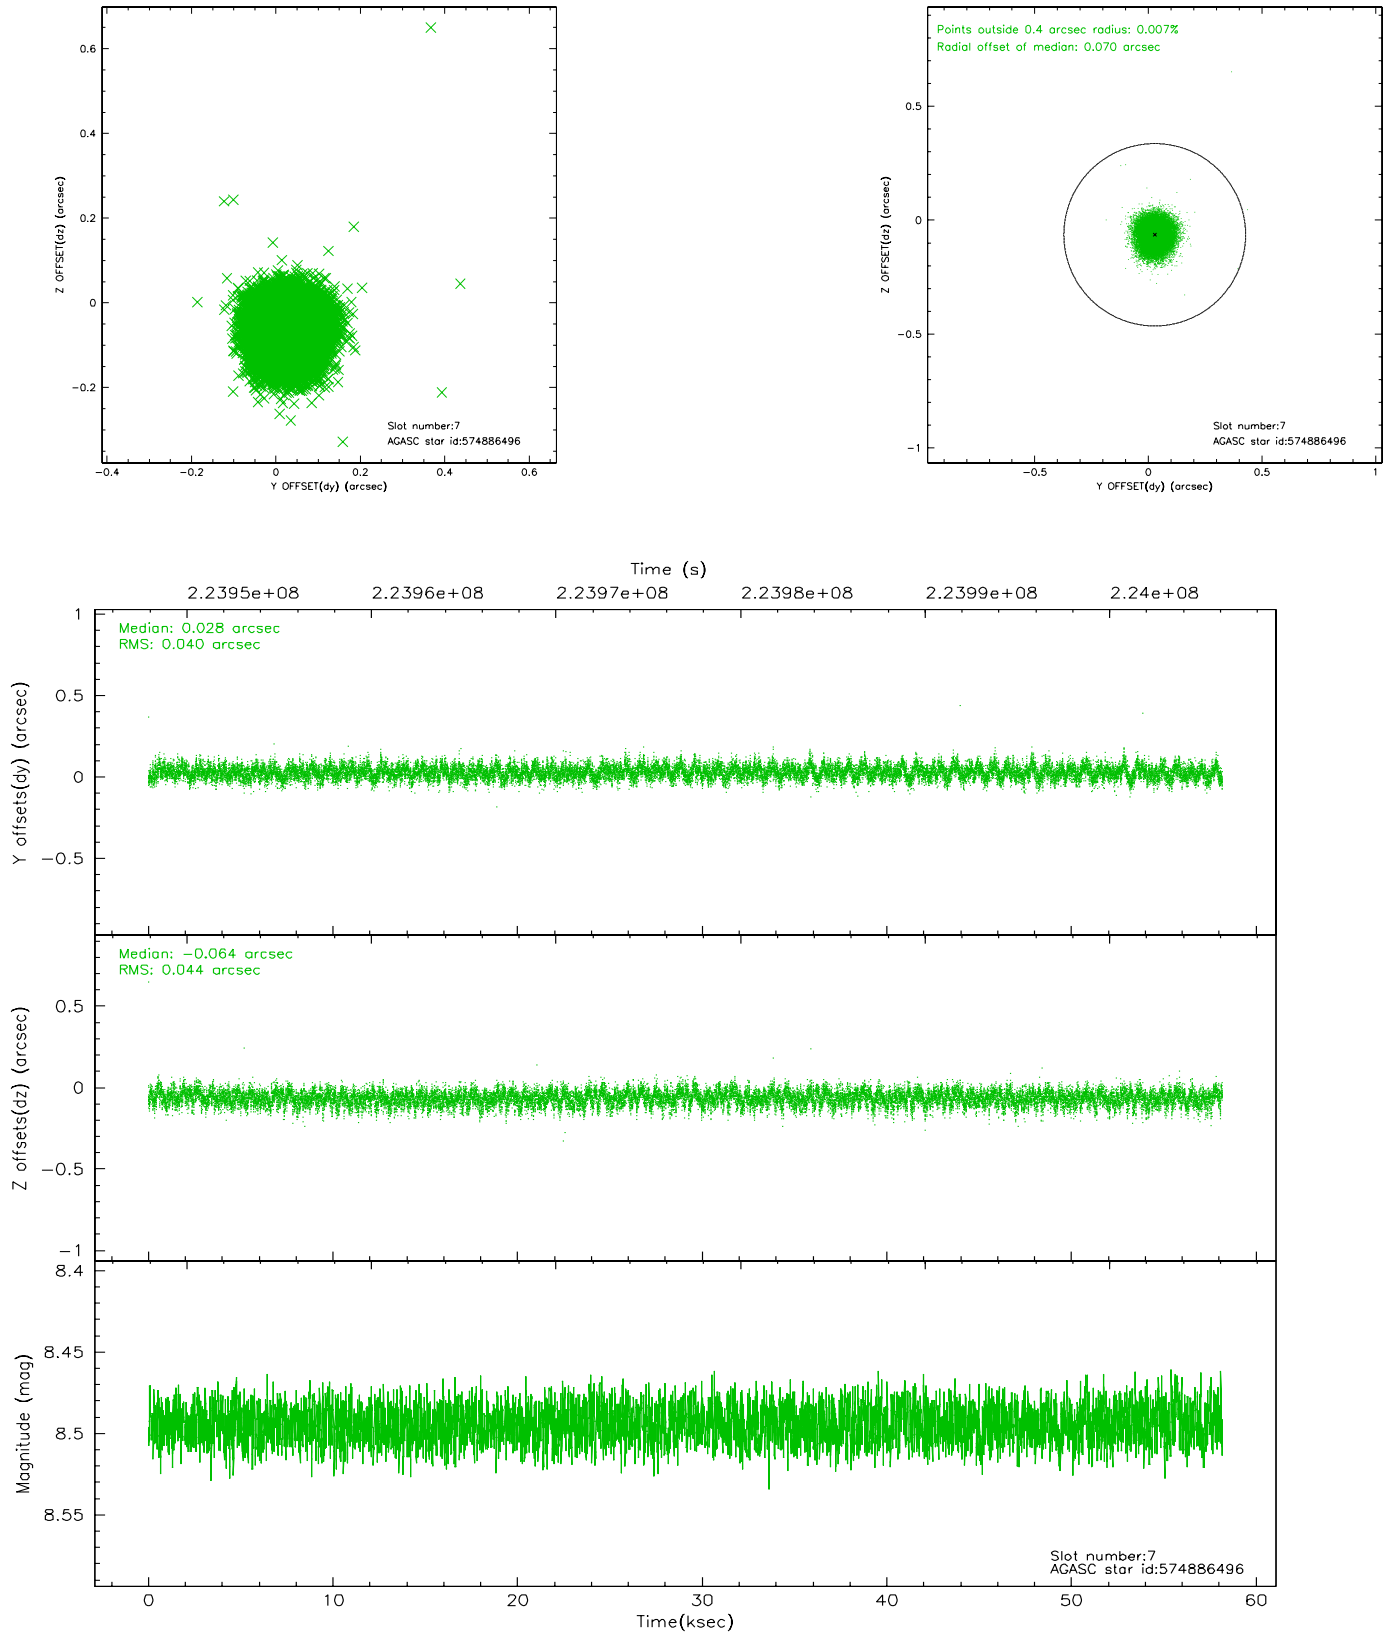 0.6
0.4
0.2
0
−0.2
Z OFFSET(dz) (arcsec)
Slot number:7
AGASC star id:574886496
−0.4 −0.2 0 0.2 0.4 0.6
Y OFFSET(dy) (arcsec)
Points outside 0.4 arcsec radius: 0.007%
Radial offset of median: 0.070 arcsec
0.5
0
−0.5
−1
Z OFFSET(dz) (arcsec)
Slot number:7
AGASC star id:574886496
−0.5 0 0.5 1
Y OFFSET(dy) (arcsec)
Time (s)
2.2395e+08 2.2396e+08 2.2397e+08 2.2398e+08 2.2399e+08 2.24e+08
Median: 0.028 arcsec
RMS: 0.040 arcsec
1
0.5
0
−0.5
Y offsets(dy) (arcsec)
Median: −0.064 arcsec
RMS: 0.044 arcsec
0.5
0
−0.5
−1
Z offsets(dz) (arcsec)
8.4
8.45
8.5
8.55
Magnitude (mag)
Slot number:7
AGASC star id:574886496
0 10 20 30 40 50 60
Time(ksec)